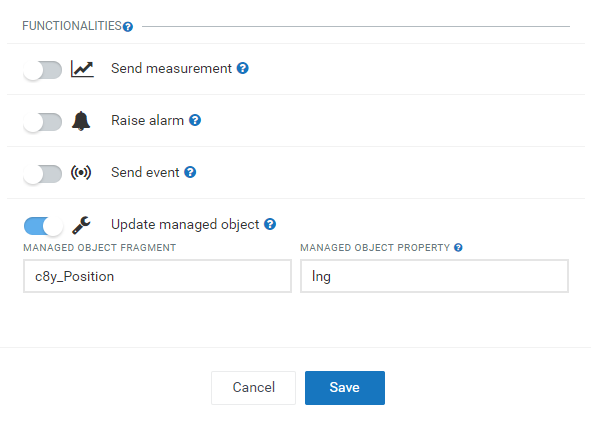 FUNCTIONALITIES
Send measurement
Raise alarm
Send event
Update managed object
MANAGED OBJECT FRAGMENT MANAGED OBJECT PROPERTY
c8y_Position lng
Cancel Save